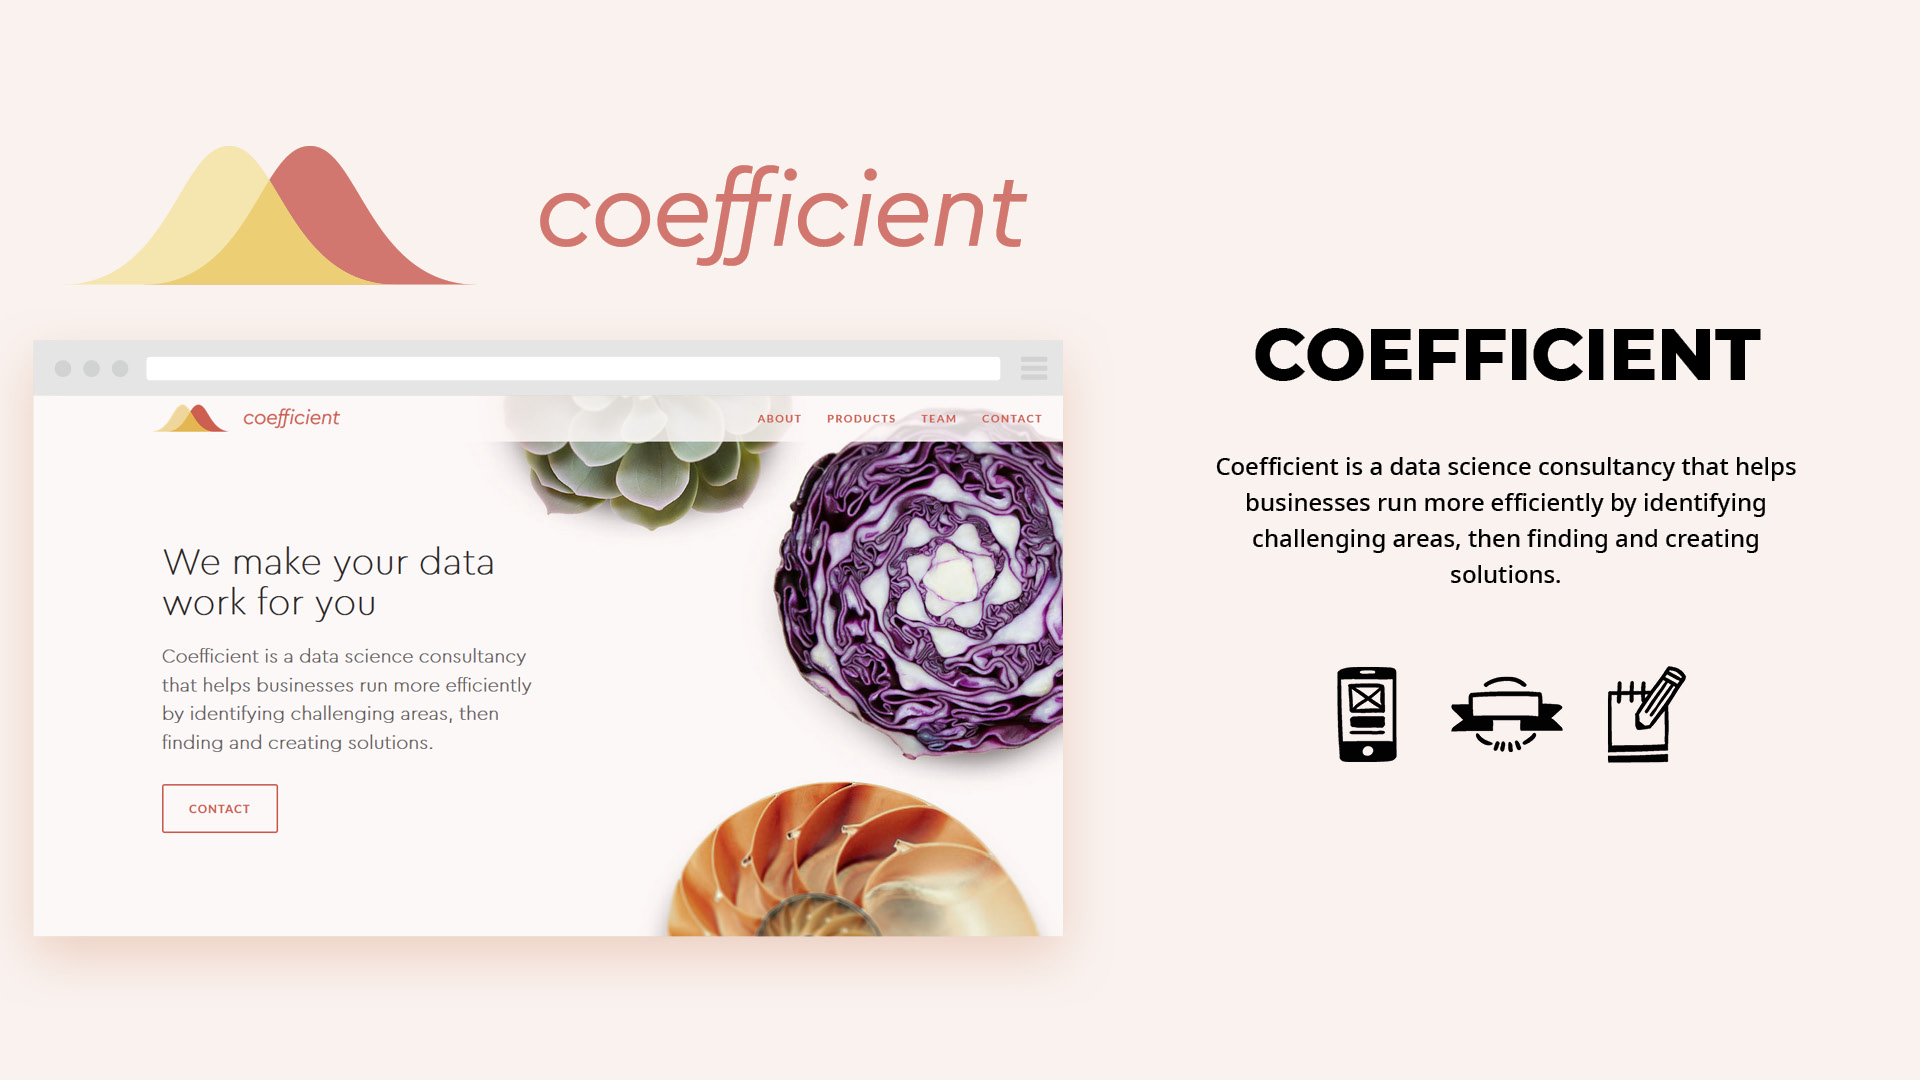 coefficient
coefficient
ABOUT PRODUCTS TEAM CONTACT
We make your data
work for you
Coefficient is a data science consultancy
that helps businesses run more efficiently
by identifying challenging areas, then
finding and creating solutions.
CONTACT
COEFFICIENT
Coefficient is a data science consultancy that helps
businesses run more efficiently by identifying
challenging areas, then finding and creating
solutions.